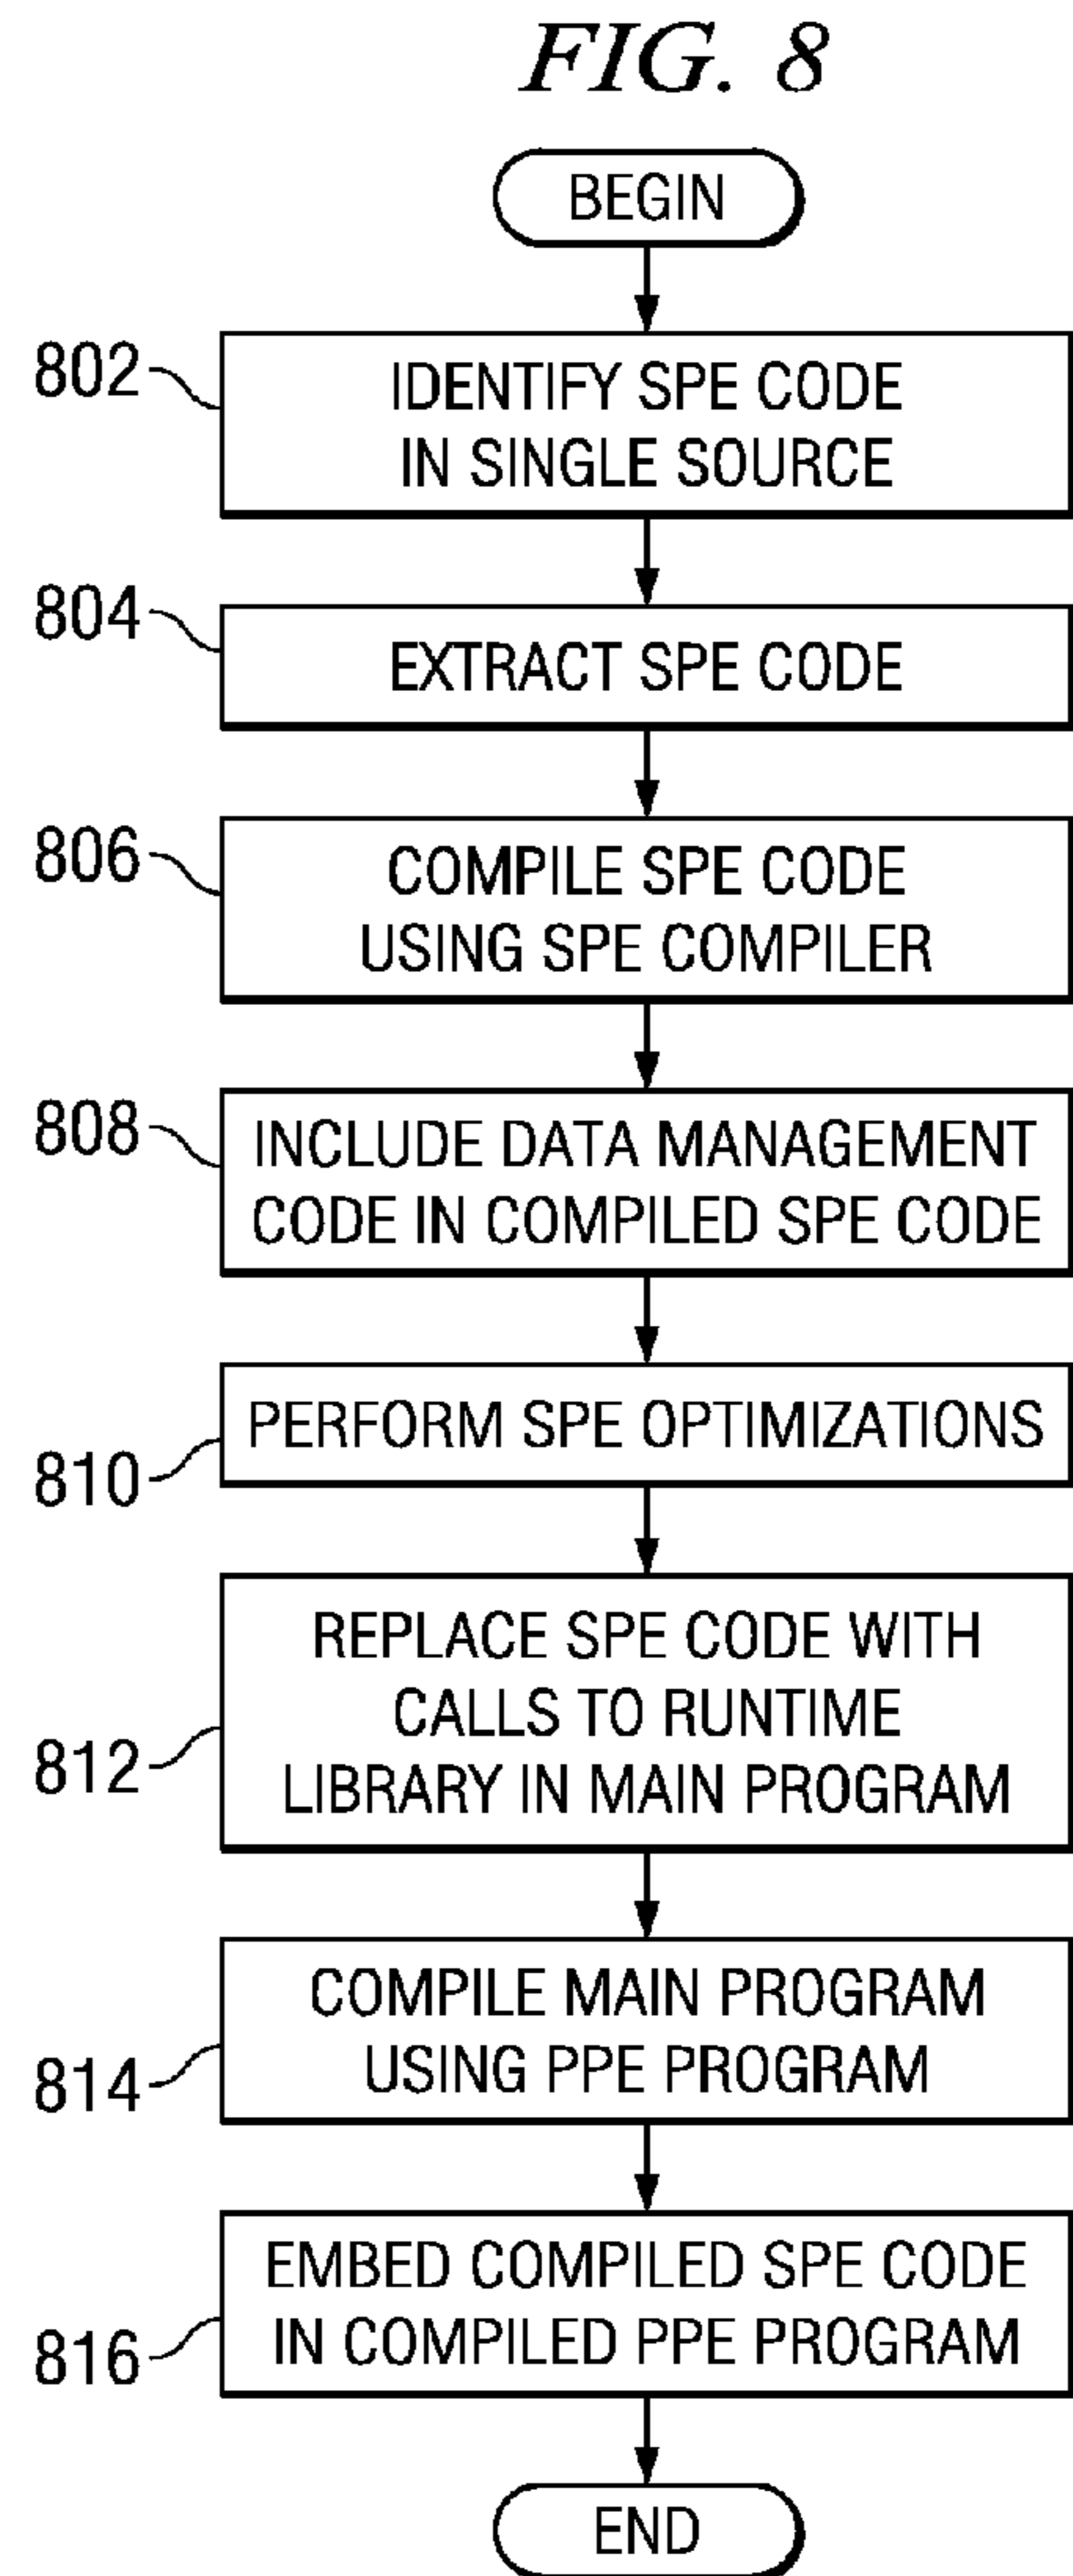 FIG. 8
BEGIN
802
IDENTIFY SPE CODE
IN SINGLE SOURCE
804
EXTRACT SPE CODE
806
COMPILE SPE CODE
USING SPE COMPILER
808
INCLUDE DATA MANAGEMENT
CODE IN COMPILED SPE CODE
810
PERFORM SPE OPTIMIZATIONS
812
REPLACE SPE CODE WITH
CALLS TO RUNTIME
LIBRARY IN MAIN PROGRAM
814
COMPILE MAIN PROGRAM
USING PPE PROGRAM
816
EMBED COMPILED SPE CODE
IN COMPILED PPE PROGRAM
END